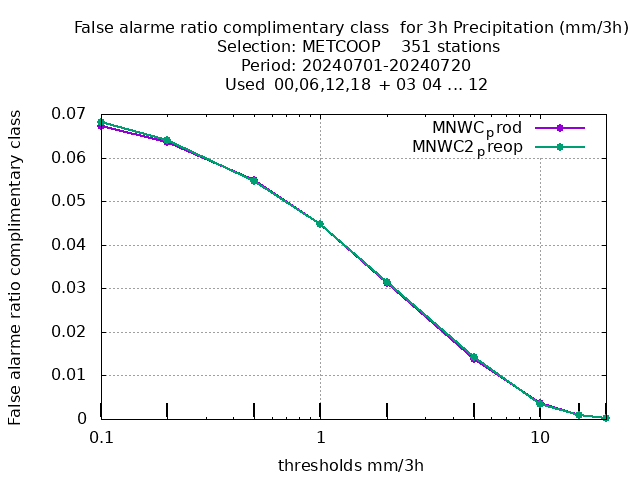 False alarme ratio complimentary class  for 3h Precipitation (mm/3h)
Selection: METCOOP    351 stations
Period: 20240701-20240720
Used  00,06,12,18  + 03 04 ... 12
False alarme ratio complimentary class
0.07
0.06
0.05
0.04
0.03
0.02
0.01
0
MNWCprod
MNWC2preop
0.1
1
10
thresholds mm/3h